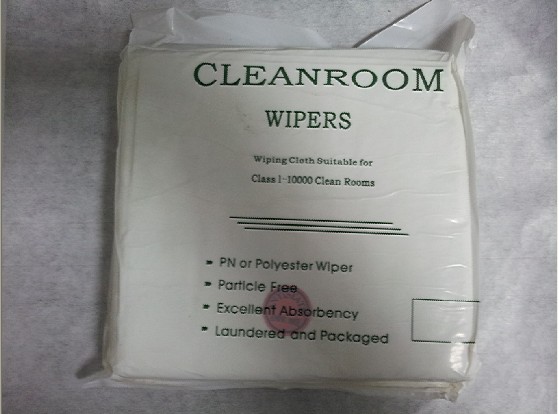 CLEANROOM
WIPERS
Wiping Cloth Suitable for
Class 1-10000 Clean Rooms
PN or Polyester Wiper
Particle Free
Excellent Absorbency
Laundered and Packaged